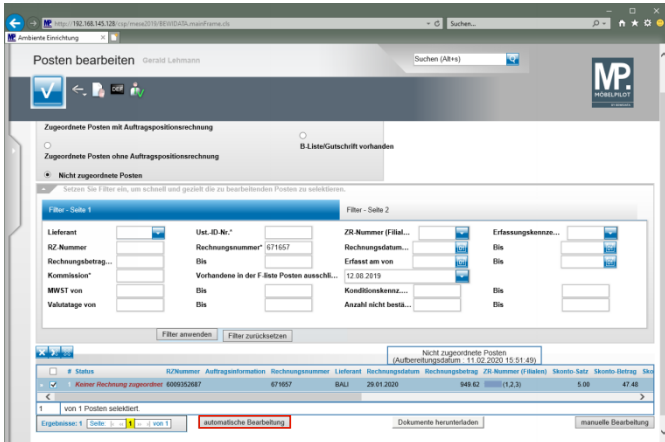 http://192.168.145.128/csp/mexe2019/BEWIDATA.mainFrame.cls
Suchen...
MP. Ambiente Einrichtung
Posten bearbeiten Gerald Lehmann
Suchen (Alt+s)
MP.
MÖBELPILOT
Zugeordnete Posten mit Auftragspositionsrechnung
B-Liste/Gutschrift vorhanden
Zugeordnete Posten ohne Auftragspositionsrechnung
Nicht zugeordnete Posten
Setzen Sie Filter ein, um schnell und gezielt die zu bearbeitenden Posten zu selektieren.
Filter - Seite 1 Filter - Seite 2
Lieferant Ust.-ID-Nr.* ZR-Nummer (Filial... Erfassungskennze...
RZ-Nummer Rechnungsnummer* 671657 Rechnungsdatum... Bis
Rechnungsbetrag... Bis Erfasst am von Bis
Kommission* Vorhandene in der F-liste Posten ausschli... 12.08.2019
MWST von Bis Konditionskennz.... Bis
Valutatage von Bis Anzahl nicht bestä... Bis
Filter anwenden Filter zurücksetzen
Nicht zugeordnete Posten
(Aufbereitungsdatum : 11.02.2020 15:51:49)
# Status RZNummer Auftragsinformation Rechnungsnummer Lieferant Rechnungsdatum Rechnungsbetrag ZR-Nummer (Filialen) Skonto-Satz Skonto-Betrag Sko
1 Keiner Rechnung zugeordnet 6009352687 671657 BALI 29.01.2020 949.62 (1,2,3) 5.00 47.48
1 von 1 Posten selektiert.
Ergebnisse: 1 Seite 1 von 1 automatische Bearbeitung Dokumente herunterladen manuelle Bearbeitung